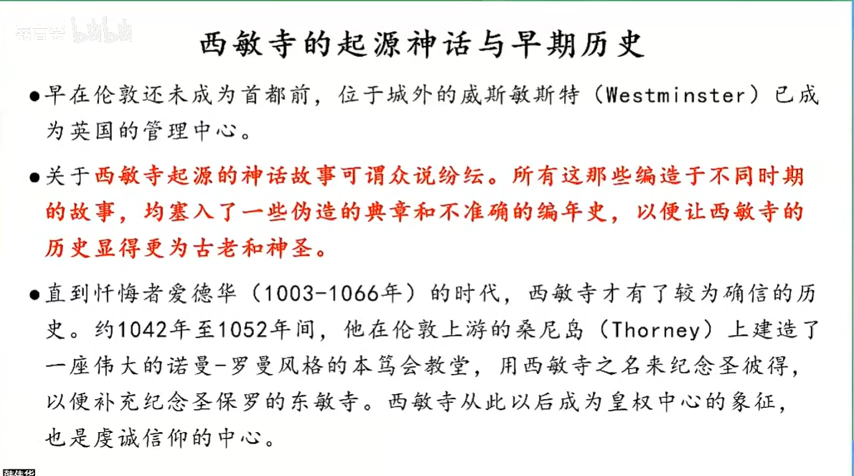 bilibili
西敏寺的起源神话与早期历史
●早在伦敦还未成为首都前，位于城外的威斯敏斯特（Westminster）已成
为英国的管理中心。
●关于西敏寺起源的神话故事可谓众说纷纭。所有这那些编造于不同时期
的故事，均塞入了一些伪造的典章和不准确的编年史，以便让西敏寺的
历史显得更为古老和神圣。
●直到忏悔者爱德华（1003-1066年）的时代，西敏寺才有了较为确信的历
史。约1042年至1052年间，他在伦敦上游的桑尼岛（Thorney）上建造了
一座伟大的诺曼-罗曼风格的本笃会教堂，用西敏寺之名来纪念圣彼得，
以便补充纪念圣保罗的东敏寺。西敏寺从此以后成为皇权中心的象征，
也是虔诚信仰的中心。